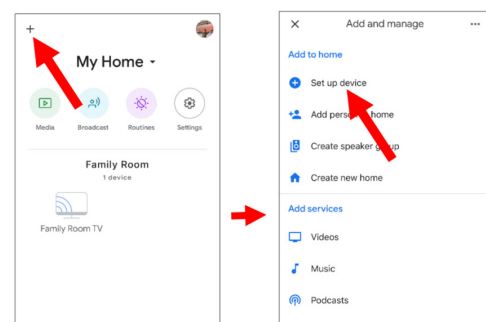 My Home
Media
Broadcast
Routines
Settings
Family Room
1 device
Family Room TV
Add and manage
Add to home
Set up device
Add person to home
Create speaker group
Create new home
Add services
Videos
Music
Podcasts